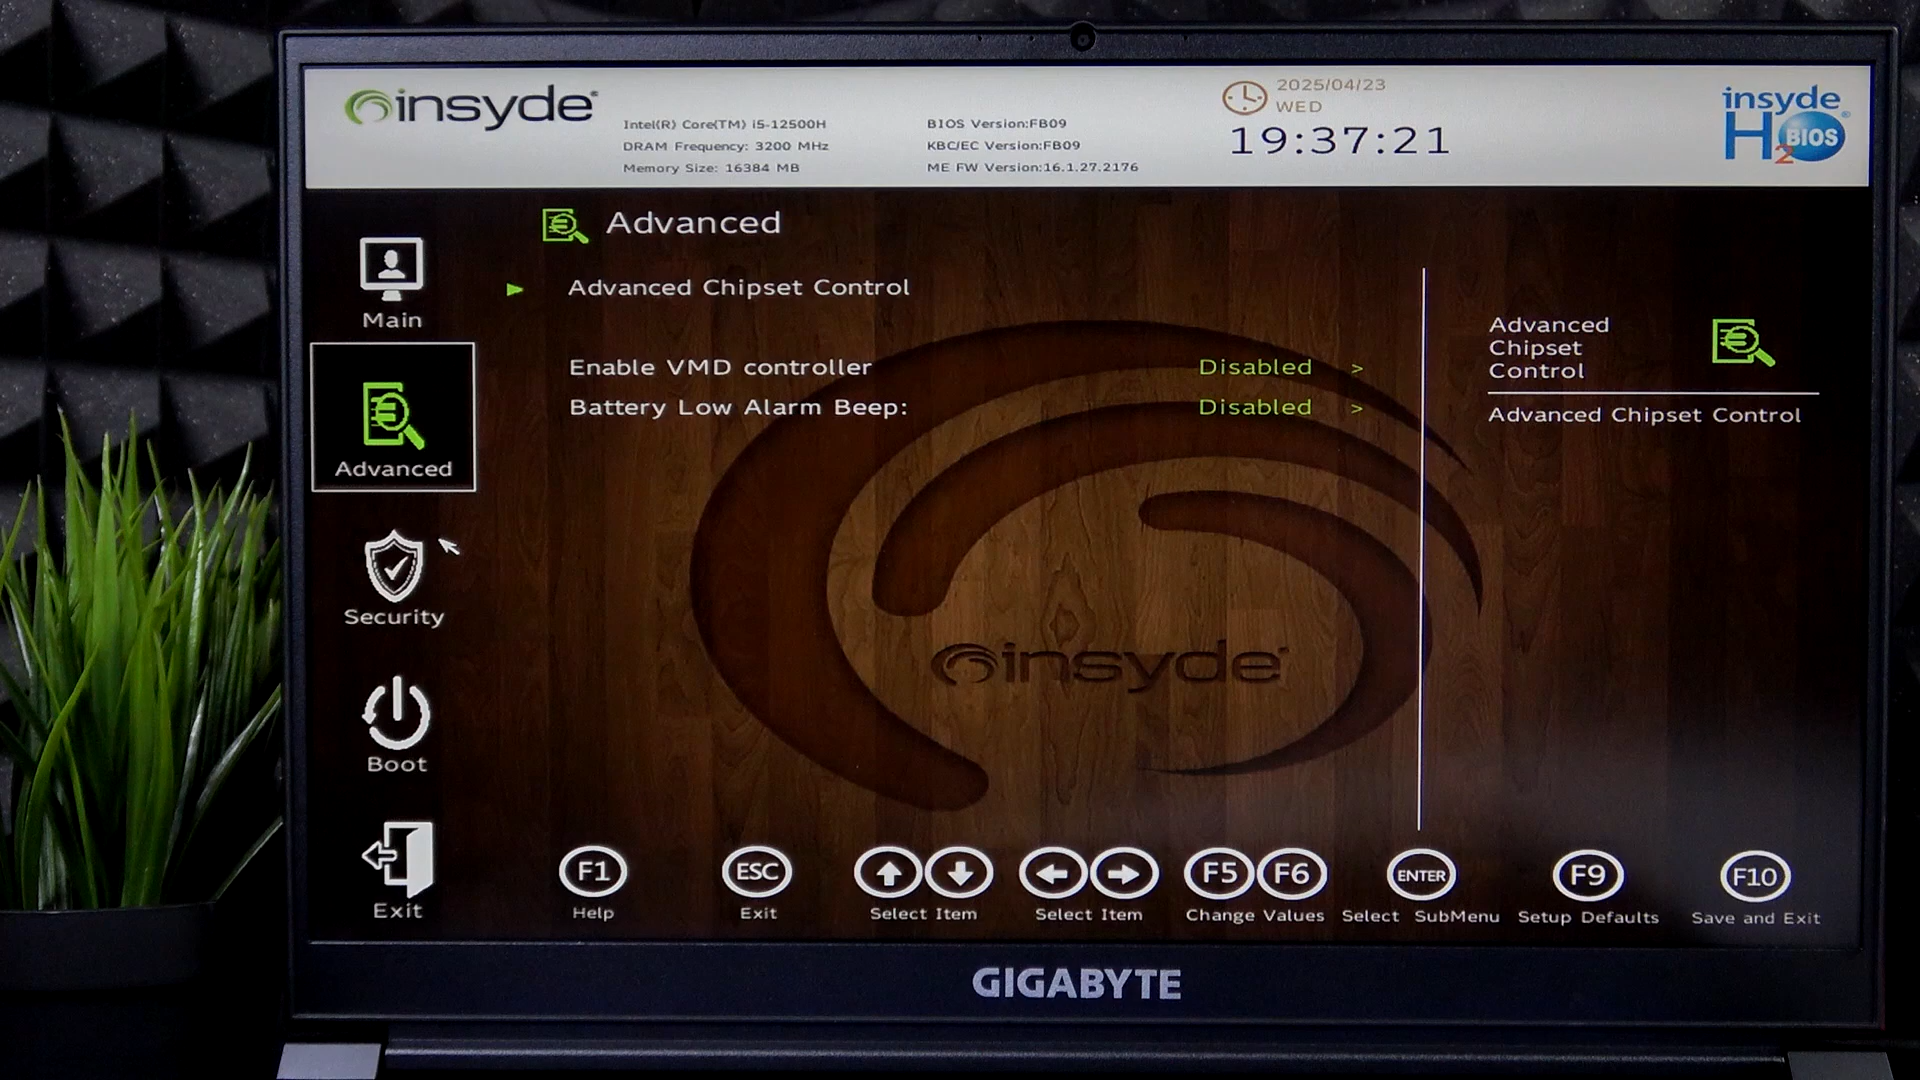 insyde
Intel(R) Core(TM) i5-12500H
DRAM Frequency: 3200 MHz
Memory Size: 16384 MB
BIOS Version:FB09
KBC/EC Version:FB09
ME FW Version:16.1.27.2176
2025/04/23
WED
19:37:21
insyde
H2O BIOS
Main
Advanced
Security
Boot
Exit
Advanced
Advanced Chipset Control
Enable VMD controller Disabled >
Battery Low Alarm Beep: Disabled >
Advanced
Chipset
Control
Advanced Chipset Control
insyde
F1 Help
ESC Exit
Select Item
Select Item
F5 F6 Change Values
ENTER Select SubMenu
F9 Setup Defaults
F10 Save and Exit
GIGABYTE